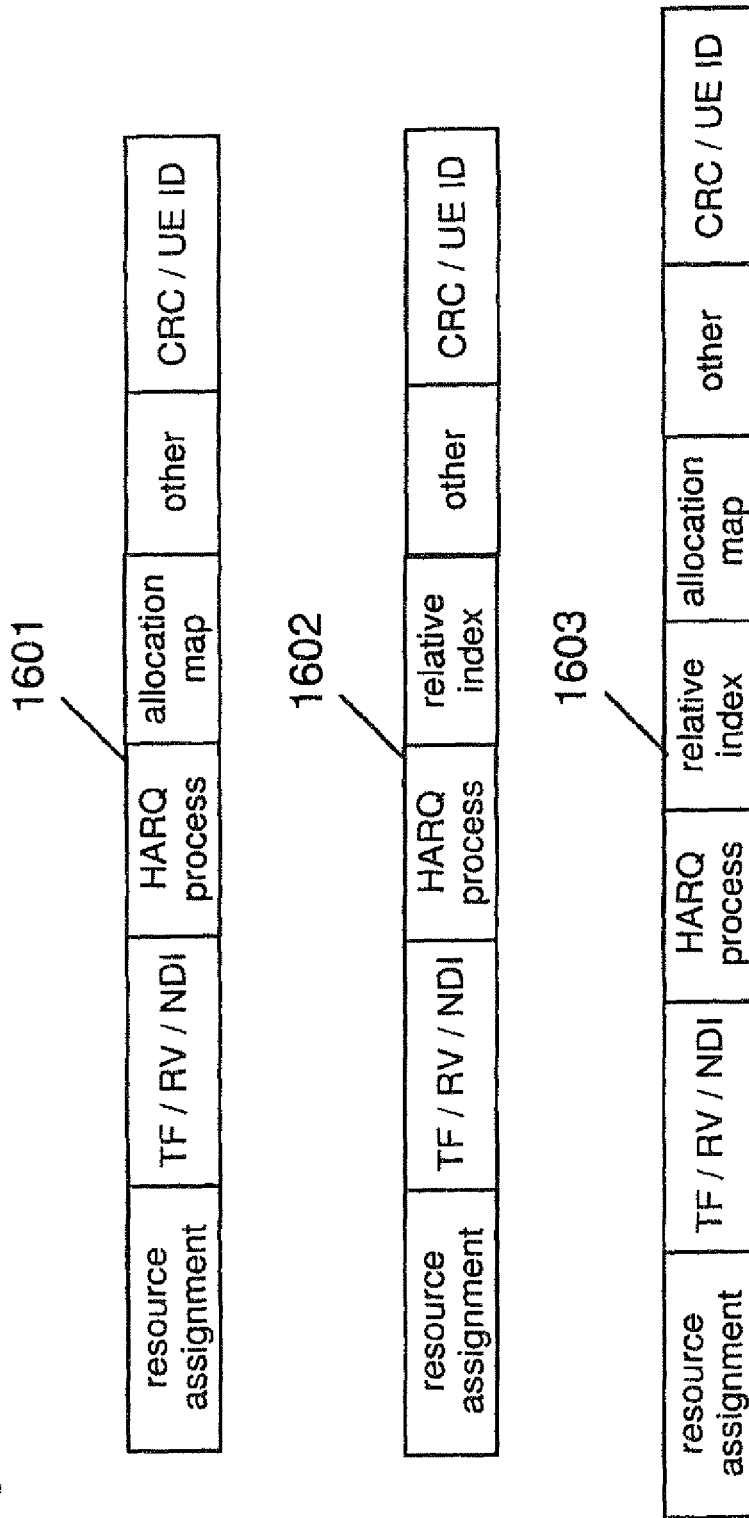 1601
resource
assignment
TF / RV / NDI
HARQ
process
allocation
map
other
CRC / UE ID
1602
resource
assignment
TF / RV / NDI
HARQ
process
relative
index
other
CRC / UE ID
1603
resource
assignment
TF / RV / NDI
HARQ
process
relative
index
allocation
map
other
CRC / UE ID